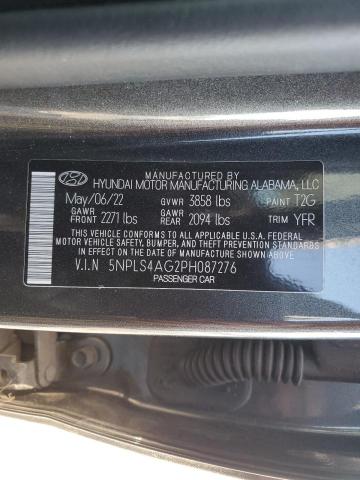 MANUFACTURED BY
HYUNDAI MOTOR MANUFACTURING ALABAMA, LLC
May/06/22 GVWR 3858 lbs PAINT T2G
GAWR FRONT 2271 lbs GAWR REAR 2094 lbs TRIM YFR
THIS VEHICLE CONFORMS TO ALL APPLICABLE U.S.A. FEDERAL
MOTOR VEHICLE SAFETY, BUMPER, AND THEFT PREVENTION STANDARDS
IN EFFECT ON THE DATE OF MANUFACTURE SHOWN ABOVE.
V.I.N 5NPLS4AG2PH087276
PASSENGER CAR